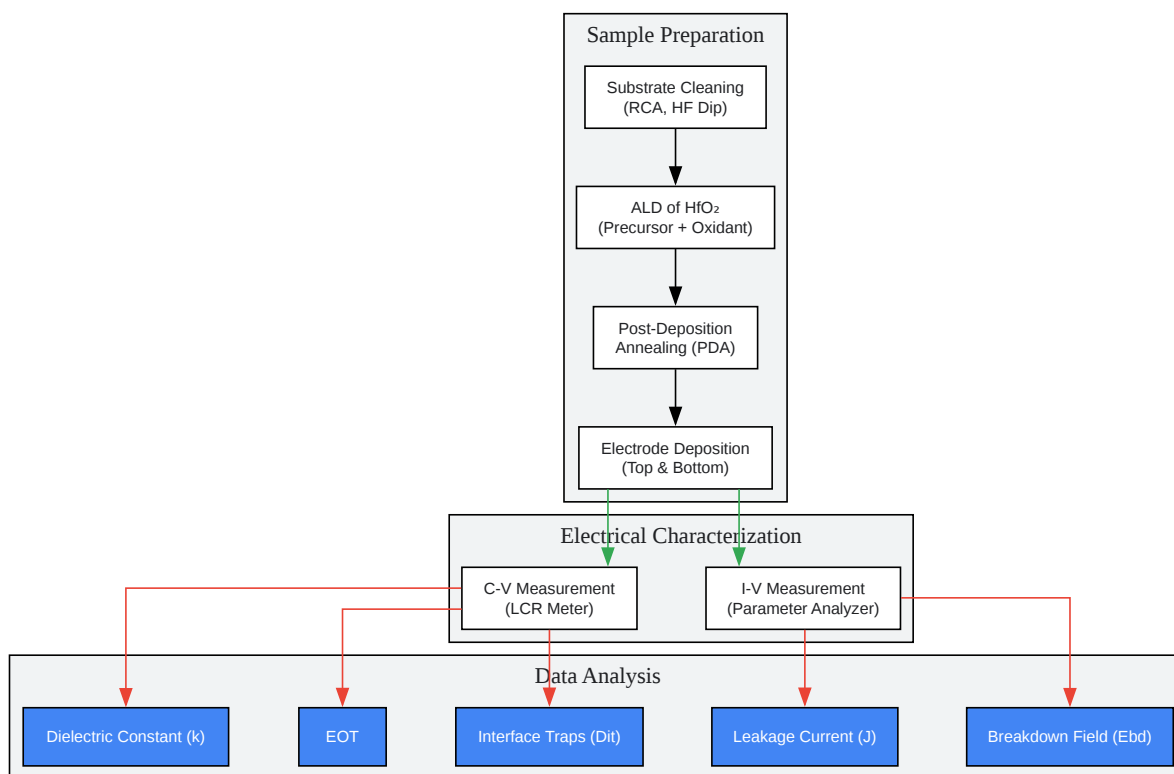 Sample Preparation
Substrate Cleaning
(RCA, HF Dip)
ALD of HfO₂
(Precursor + Oxidant)
Post-Deposition
Annealing (PDA)
Electrode Deposition
(Top & Bottom)
Electrical Characterization
C-V Measurement
(LCR Meter)
I-V Measurement
(Parameter Analyzer)
Data Analysis
Dielectric Constant (k)
EOT
Interface Traps (Dit)
Leakage Current (J)
Breakdown Field (Ebd)